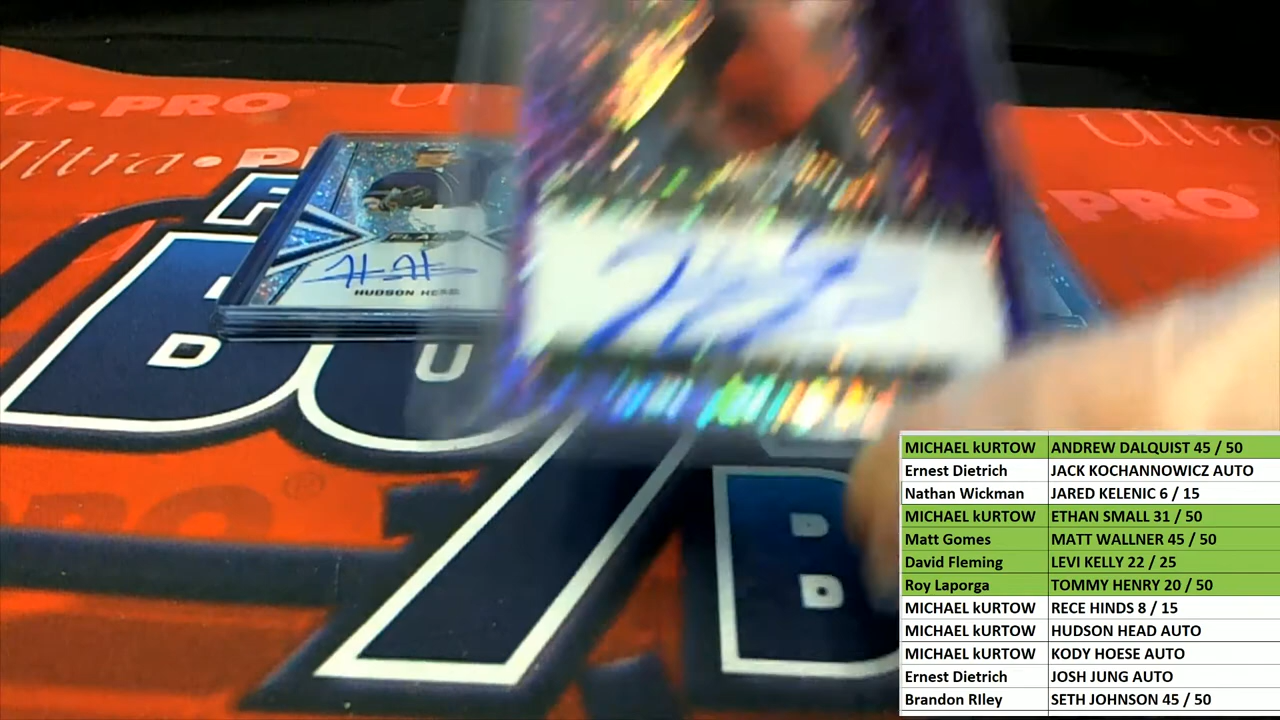 ra • PRO
Ultra
ltra • P
PRO
HUDSON HEAD
D
U
B
D
MICHAEL kURTOW ANDREW DALQUIST 45 / 50
Ernest Dietrich JACK KOCHANNOWICZ AUTO
Nathan Wickman JARED KELENIC 6 / 15
MICHAEL kURTOW ETHAN SMALL 31 / 50
Matt Gomes MATT WALLNER 45 / 50
David Fleming LEVI KELLY 22 / 25
Roy Laporga TOMMY HENRY 20 / 50
MICHAEL kURTOW RECE HINDS 8 / 15
MICHAEL kURTOW HUDSON HEAD AUTO
MICHAEL kURTOW KODY HOESE AUTO
Ernest Dietrich JOSH JUNG AUTO
Brandon RIley SETH JOHNSON 45 / 50